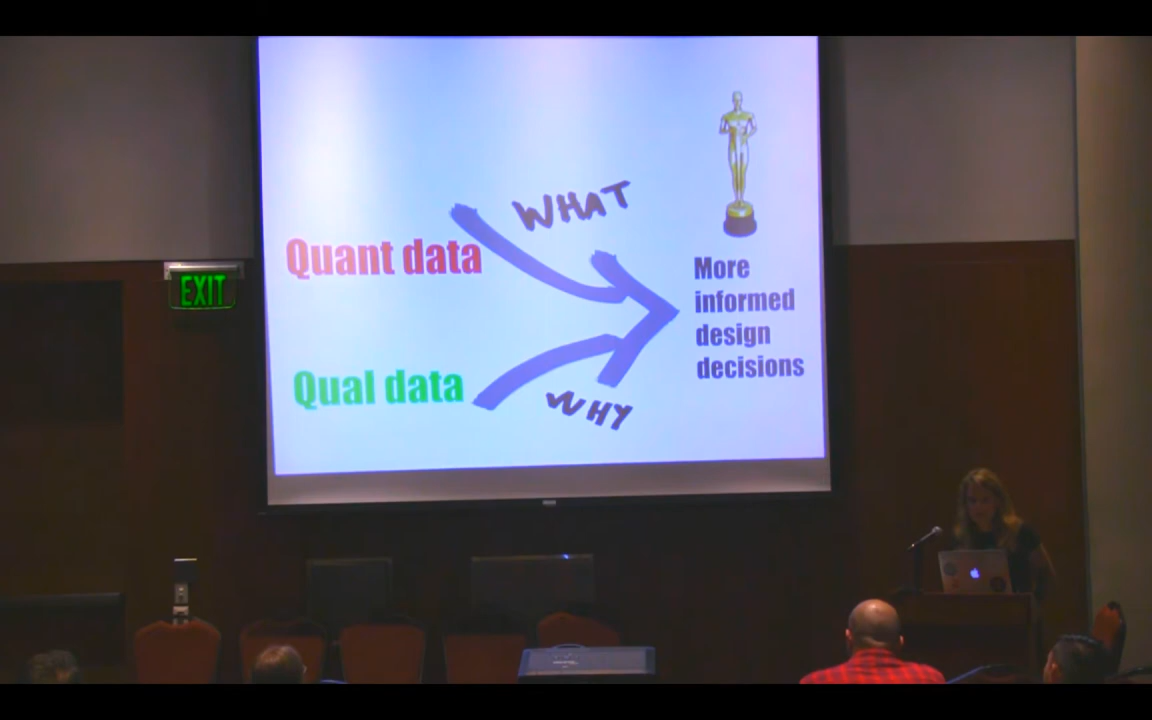 WHAT
Quant data
EXIT
More
informed
design
decisions
Qual data
WHY